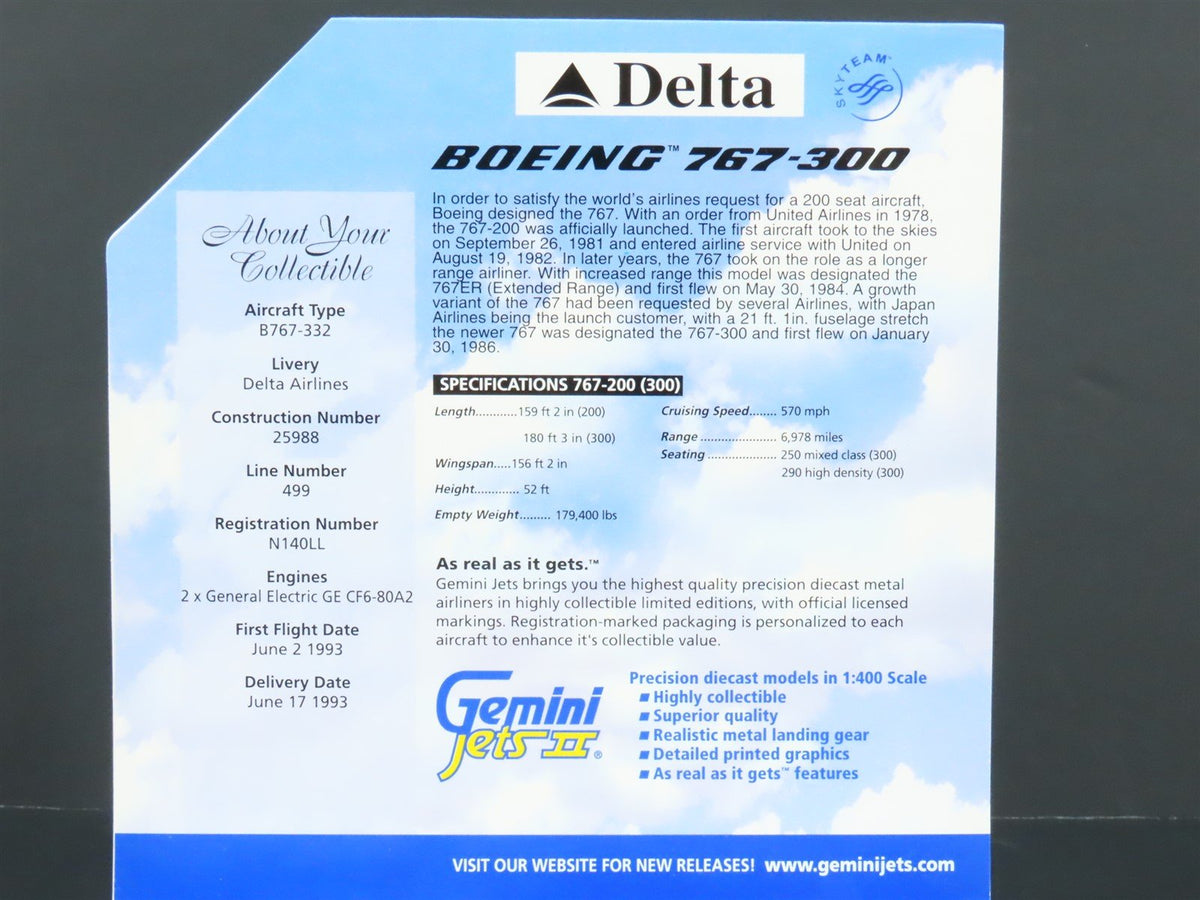 Delta
SKYTEAM
BOEING™ 767-300
In order to satisfy the world's airlines request for a 200 seat aircraft,
Boeing designed the 767. With an order from United Airlines in 1978,
the 767-200 was afficially launched. The first aircraft took to the skies
on September 26, 1981 and entered airline service with United on
August 19, 1982. In later years, the 767 took on the role as a longer
range airliner. With increased range this model was designated the
767ER (Extended Range) and first flew on May 30, 1984. A growth
variant of the 767 had been requested by several Airlines, with Japan
Airlines being the launch customer, with a 21 ft. 1in. fuselage stretch
the newer 767 was designated the 767-300 and first flew on January
30, 1986.
About Your
Collectible
Aircraft Type
B767-332
Livery
Delta Airlines
Construction Number
25988
Line Number
499
Registration Number
N140LL
Engines
2 x General Electric GE CF6-80A2
First Flight Date
June 2 1993
Delivery Date
June 17 1993
SPECIFICATIONS 767-200 (300)
Length............159 ft 2 in (200)
180 ft 3 in (300)
Wingspan.....156 ft 2 in
Height............. 52 ft
Empty Weight......... 179,400 lbs
Cruising Speed........ 570 mph
Range ...................... 6,978 miles
Seating .................... 250 mixed class (300)
290 high density (300)
As real as it gets.™
Gemini Jets brings you the highest quality precision diecast metal
airliners in highly collectible limited editions, with official licensed
markings. Registration-marked packaging is personalized to each
aircraft to enhance it's collectible value.
Gemini
Jets II®
Precision diecast models in 1:400 Scale
■ Highly collectible
■ Superior quality
■ Realistic metal landing gear
■ Detailed printed graphics
■ As real as it gets™ features
VISIT OUR WEBSITE FOR NEW RELEASES! www.geminijets.com